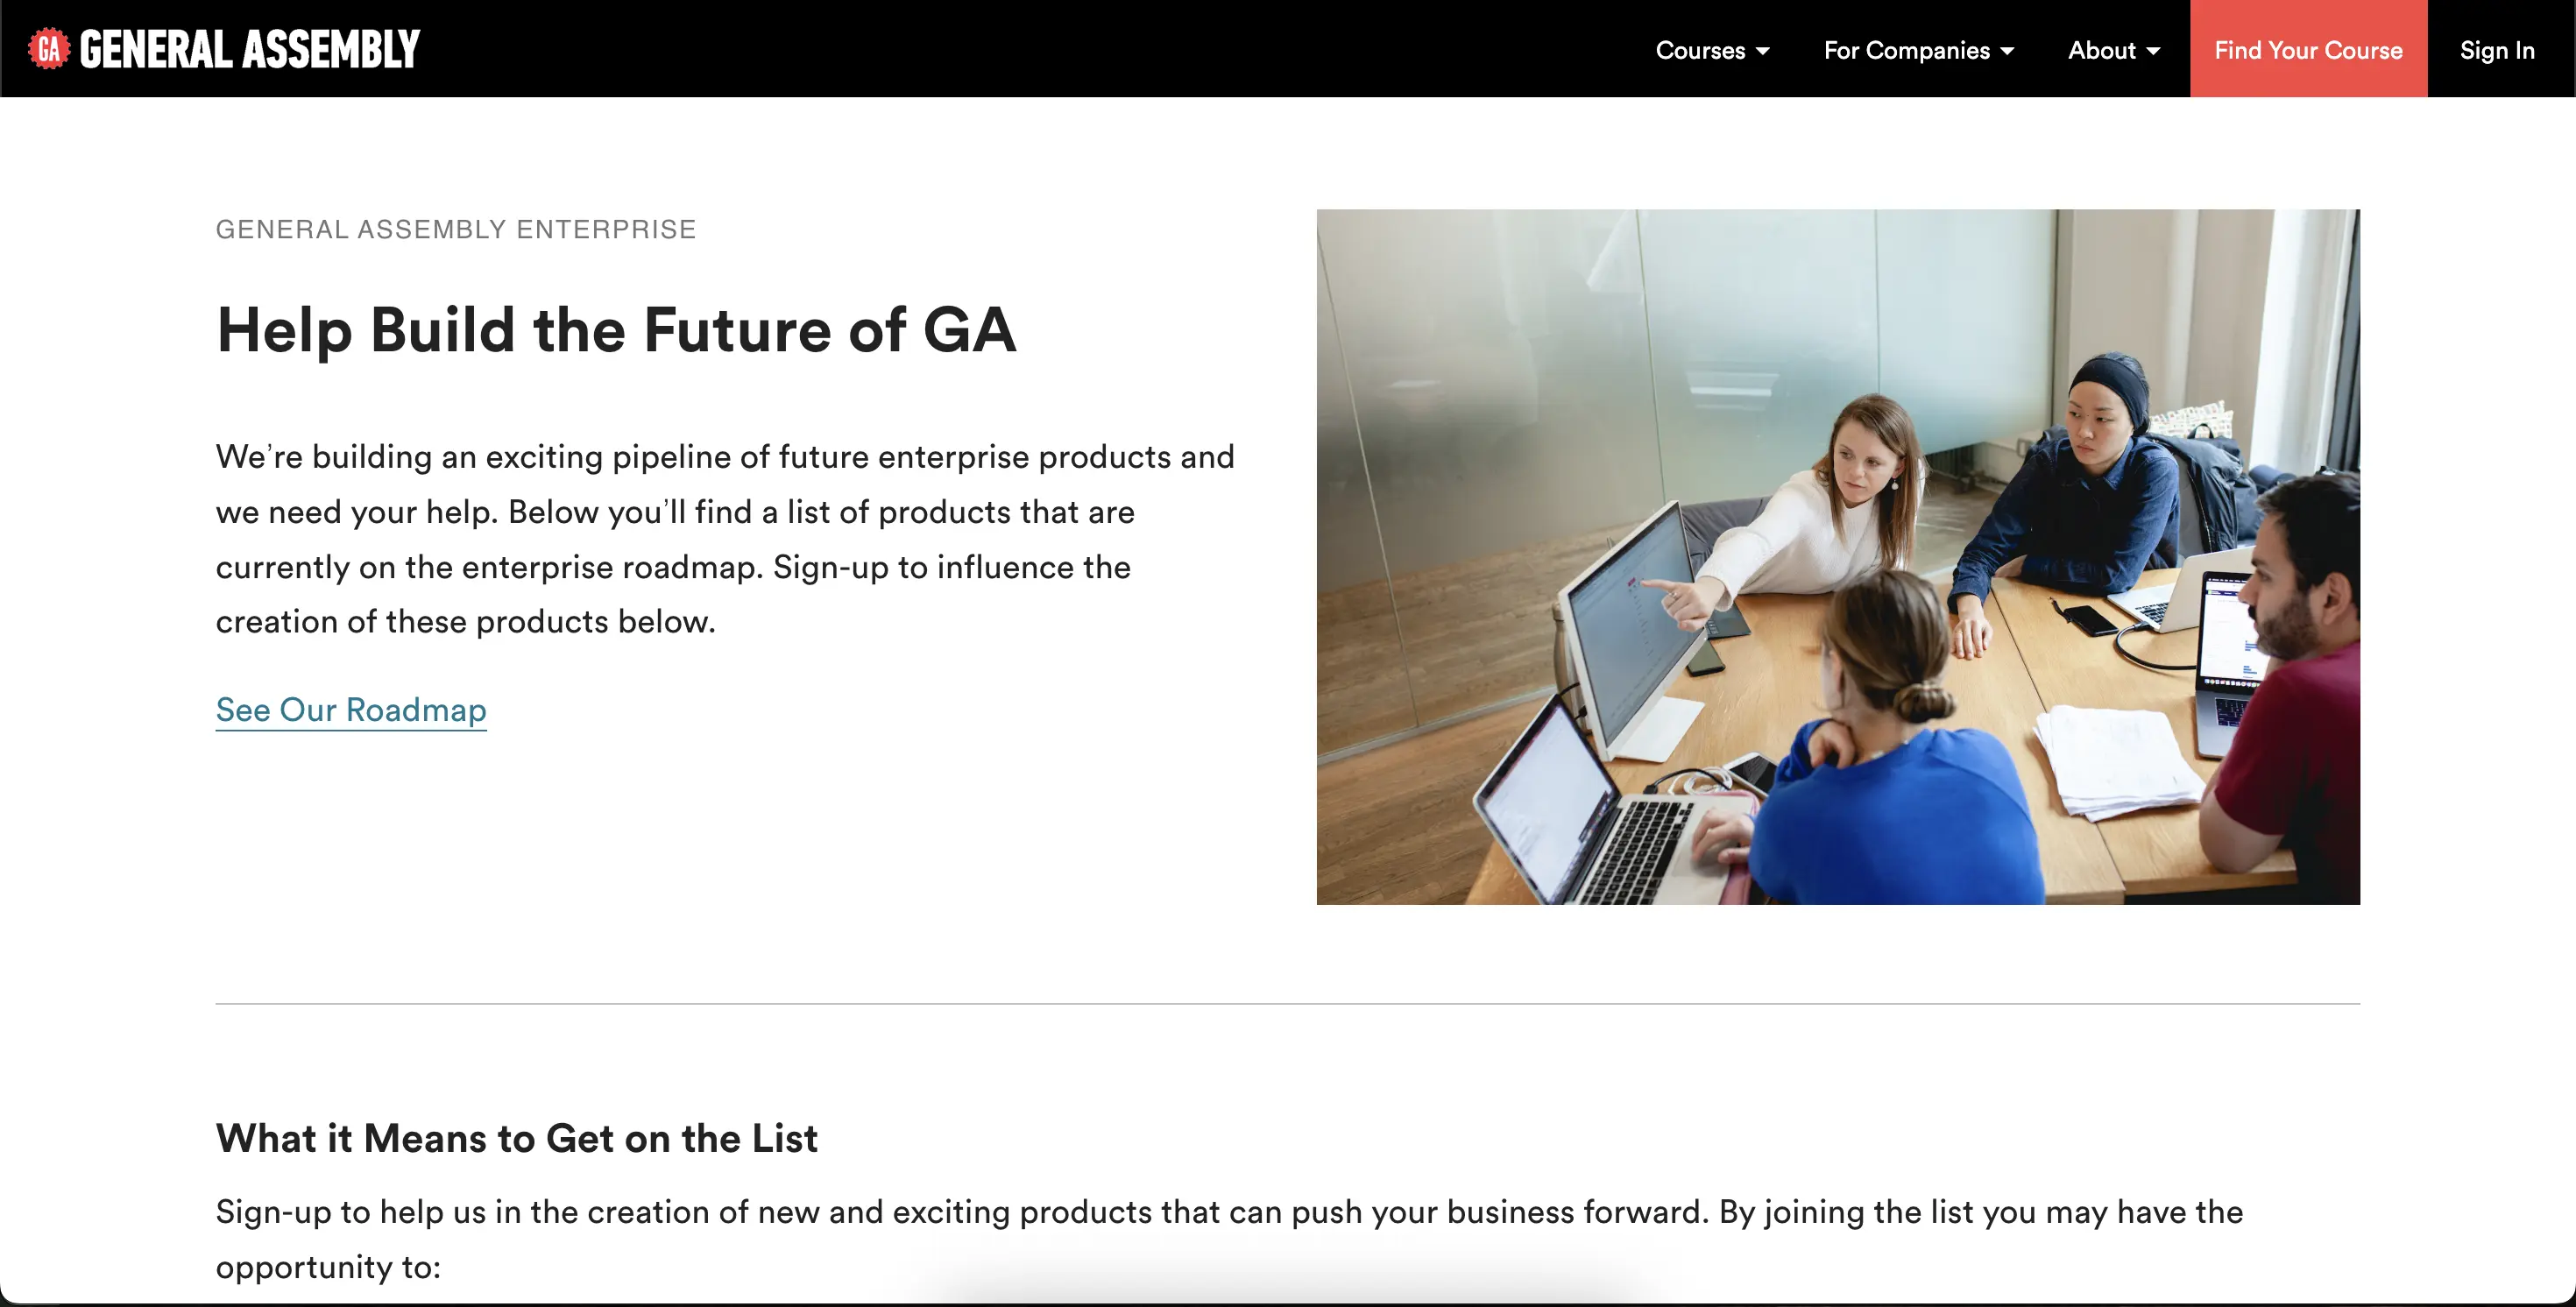 GA GENERAL ASSEMBLY
Courses
For Companies
About
Find Your Course
Sign In
GENERAL ASSEMBLY ENTERPRISE
Help Build the Future of GA
We’re building an exciting pipeline of future enterprise products and
we need your help. Below you’ll find a list of products that are
currently on the enterprise roadmap. Sign-up to influence the
creation of these products below.
See Our Roadmap
What it Means to Get on the List
Sign-up to help us in the creation of new and exciting products that can push your business forward. By joining the list you may have the
opportunity to: